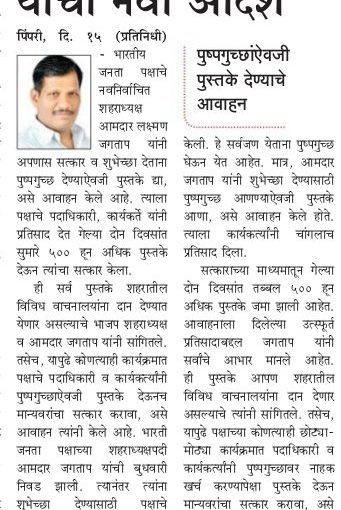 नवा आदर्श
पिंपरी, दि. १५ (प्रतिनिधी)
- भारतीय
जनता पक्षाचे
नवनिर्वाचित
शहराध्यक्ष
आमदार लक्ष्मण
जगताप यांनी
अपणास सत्कार व शुभेच्छा देताना
पुष्पगुच्छ देण्याऐवजी पुस्तके द्या,
असे आवाहन केले आहे. त्याला
पक्षाचे पदाधिकारी, कार्यकर्ते यांनी
प्रतिसाद देत गेल्या दोन दिवसांत
सुमारे ५०० हून अधिक पुस्तके
देऊन त्यांचा सत्कार केला.
ही सर्व पुस्तके शहरातील
विविध वाचनालयांना दान देण्यात
येणार असल्याचे भाजप शहराध्यक्ष
व आमदार जगताप यांनी सांगितले.
तसेच, यापुढे कोणत्याही कार्यक्रमात
पक्षाचे पदाधिकारी व कार्यकर्त्यांनी
पुष्पगुच्छाऐवजी पुस्तके देऊनच
मान्यवरांचा सत्कार करावा, असे
आवाहन त्यांनी केले आहे. भारती
जनता पक्षाच्या शहराध्यक्षपदी
आमदार जगताप यांची बुधवारी
निवड झाली. त्यानंतर त्यांना
शुभेच्छा देण्यासाठी पक्षाचे
पुष्पगुच्छांऐवजी
पुस्तके देण्याचे
आवाहन
केली. हे सर्वजण येताना पुष्पगुच्छ
घेऊन येत आहेत. मात्र, आमदार
जगताप यांनी शुभेच्छा देण्यासाठी
पुष्पगुच्छ आणण्याऐवजी पुस्तके
आणा, असे आवाहन केले होते.
त्याला कार्यकर्त्यांनी चांगलाच
प्रतिसाद दिला.
सत्काराच्या माध्यमातून गेल्या
दोन दिवसांत तब्बल ५०० हून
अधिक पुस्तके जमा झाली आहेत.
आवाहनाला दिलेल्या उत्स्फूर्त
प्रतिसादाबद्दल जगताप यांनी
सर्वांचे आभार मानले आहेत.
ही पुस्तके आपण शहरातील
विविध वाचनालयांना दान देणार
असल्याचे त्यांनी सांगितले. तसेच,
यापुढे पक्षाच्या कोणत्याही छोट्या-
मोठ्या कार्यक्रमात पदाधिकारी व
कार्यकर्त्यांनी पुष्पगुच्छावर नाहक
खर्च करण्यापेक्षा पुस्तके देऊन
मान्यवरांचा सत्कार करावा, असे